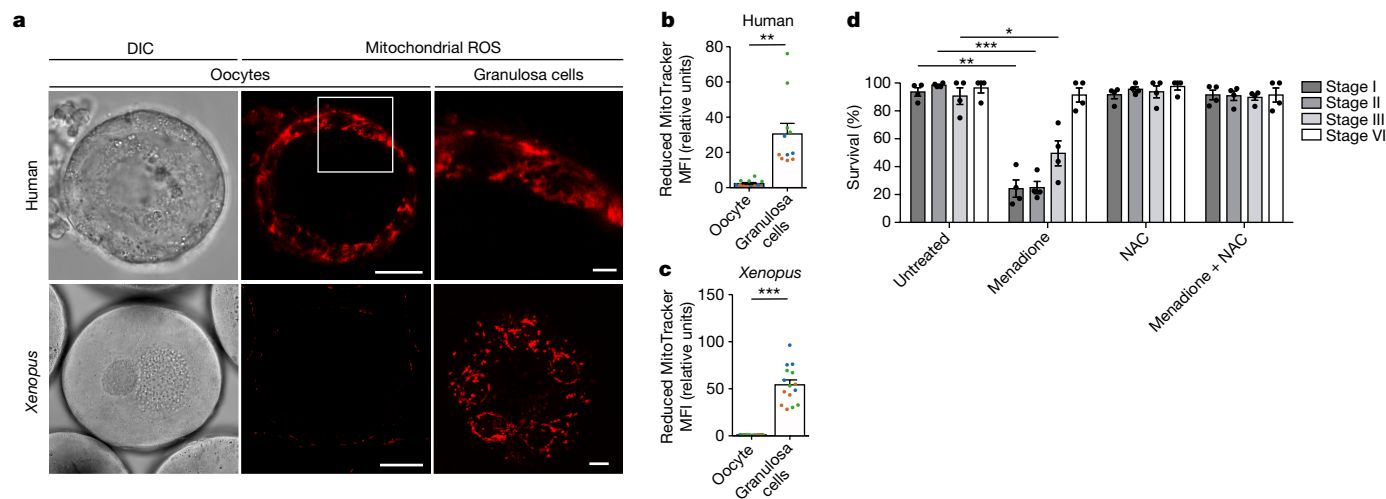 a
DIC
Mitochondrial ROS
Oocytes
Granulosa cells
Human
Xenopus
b
Human
**
Reduced MitoTracker
MFI (relative units)
80
60
40
20
0
Oocyte
Granulosa
cells
c
Xenopus
***
Reduced MitoTracker
MFI (relative units)
150
100
50
0
Oocyte
Granulosa
cells
d
*
***
**
Survival (%)
100
80
60
40
20
0
Untreated
Menadione
NAC
Menadione + NAC
Stage I
Stage II
Stage III
Stage VI